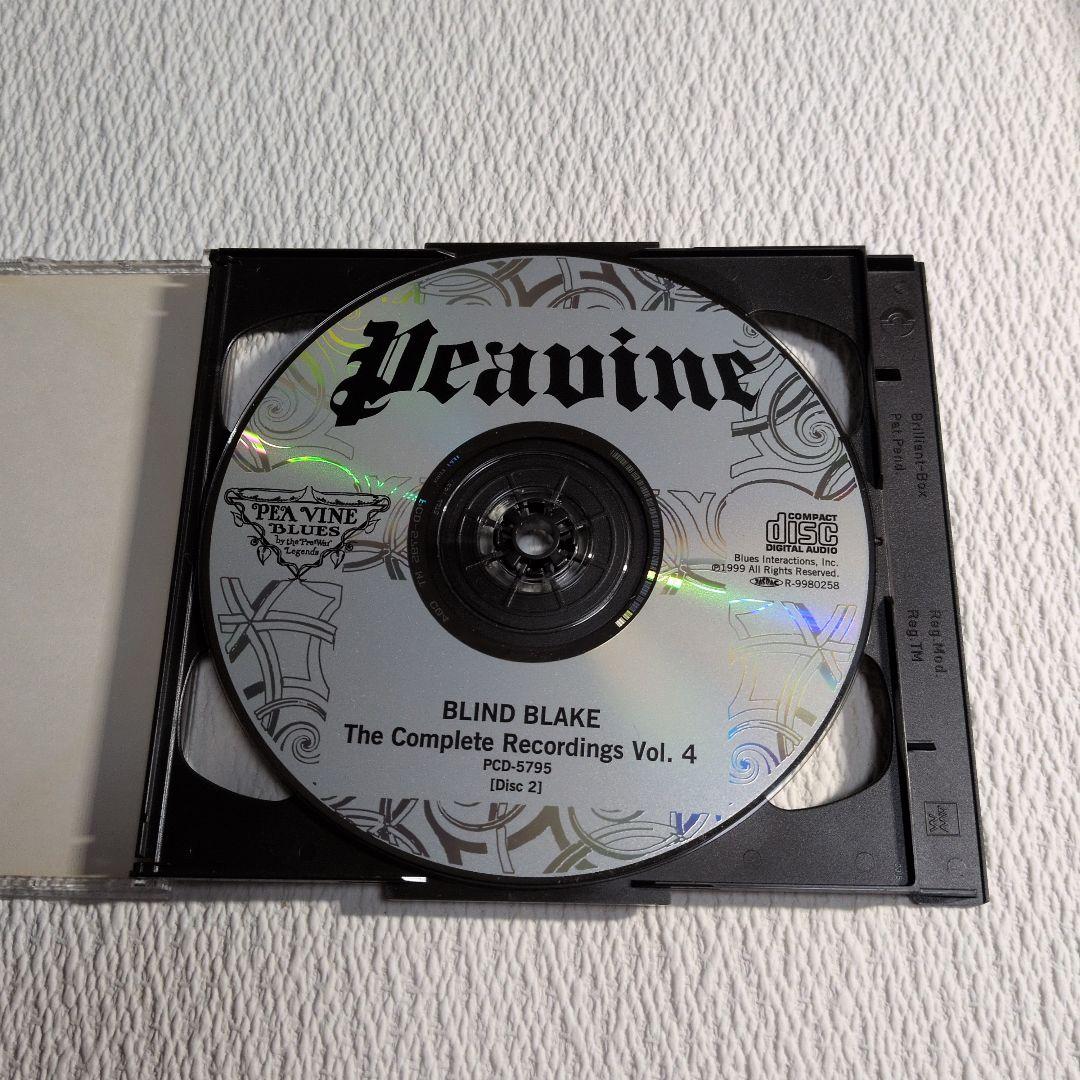 Peavine
PEA VINE
BLUES
by the "Pre-War"
Legends
COMPACT
disc
DIGITAL AUDIO
Blues Interactions, Inc.
℗1999 All Rights Reserved.
R-9980258
BLIND BLAKE
The Complete Recordings Vol. 4
PCD-5795
[Disc 2]
Brilliant-Box
Pat.Pend
Reg.Mod
Reg.TM